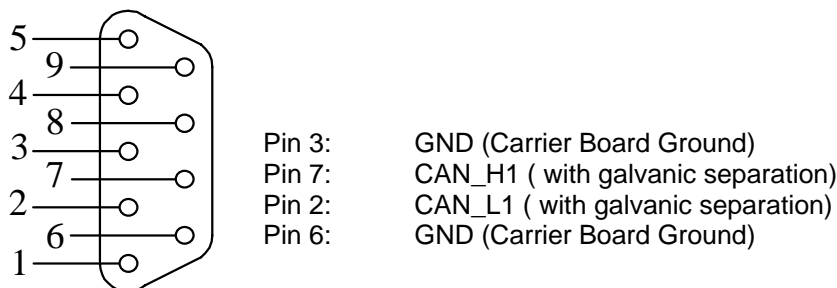 5
9
4
8
3
7
2
6
1
Pin 3: GND (Carrier Board Ground)
Pin 7: CAN_H1 ( with galvanic separation)
Pin 2: CAN_L1 ( with galvanic separation)
Pin 6: GND (Carrier Board Ground)